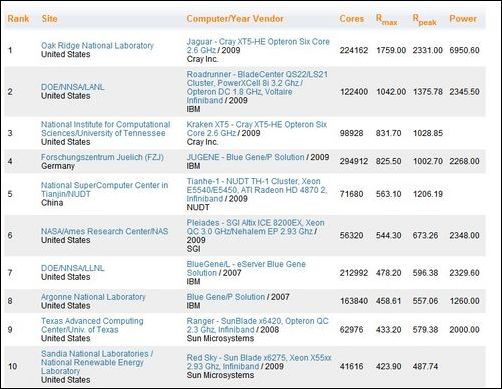 Rank Site Computer/Year Vendor Cores Rmax Rpeak Power
1 Oak Ridge National Laboratory
United States
Jaguar - Cray XT5-HE Opteron Six Core
2.6 GHz / 2009
Cray Inc.
224162 1759.00 2331.00 6950.60
2 DOE/NNSA/LANL
United States
Roadrunner - BladeCenter QS22/LS21
Cluster, PowerXCell 8i 3.2 Ghz /
Opteron DC 1.8 GHz, Voltaire
Infiniband / 2009
IBM
122400 1042.00 1375.78 2345.50
3 National Institute for Computational
Sciences/University of Tennessee
United States
Kraken XT5 - Cray XT5-HE Opteron Six
Core 2.6 GHz / 2009
Cray Inc.
98928 831.70 1028.85
4 Forschungszentrum Juelich (FZJ)
Germany
JUGENE - Blue Gene/P Solution / 2009
IBM
294912 825.50 1002.70 2268.00
5 National SuperComputer Center in
Tianjin/NUDT
China
Tianhe-1 - NUDT TH-1 Cluster, Xeon
E5540/E5450, ATI Radeon HD 4870 2,
Infiniband / 2009
NUDT
71680 563.10 1206.19
6 NASA/Ames Research Center/NAS
United States
Pleiades - SGI Altix ICE 8200EX, Xeon
QC 3.0 GHz/Nehalem EP 2.93 Ghz /
2009
SGI
56320 544.30 673.26 2348.00
7 DOE/NNSA/LLNL
United States
BlueGene/L - eServer Blue Gene
Solution / 2007
IBM
212992 478.20 596.38 2329.60
8 Argonne National Laboratory
United States
Blue Gene/P Solution / 2007
IBM
163840 458.61 557.06 1260.00
9 Texas Advanced Computing
Center/Univ. of Texas
United States
Ranger - SunBlade x6420, Opteron QC
2.3 Ghz, Infiniband / 2008
Sun Microsystems
62976 433.20 579.38 2000.00
10 Sandia National Laboratories /
National Renewable Energy
Laboratory
United States
Red Sky - Sun Blade x6275, Xeon X55xx
2.93 Ghz, Infiniband / 2009
Sun Microsystems
41616 423.90 487.74